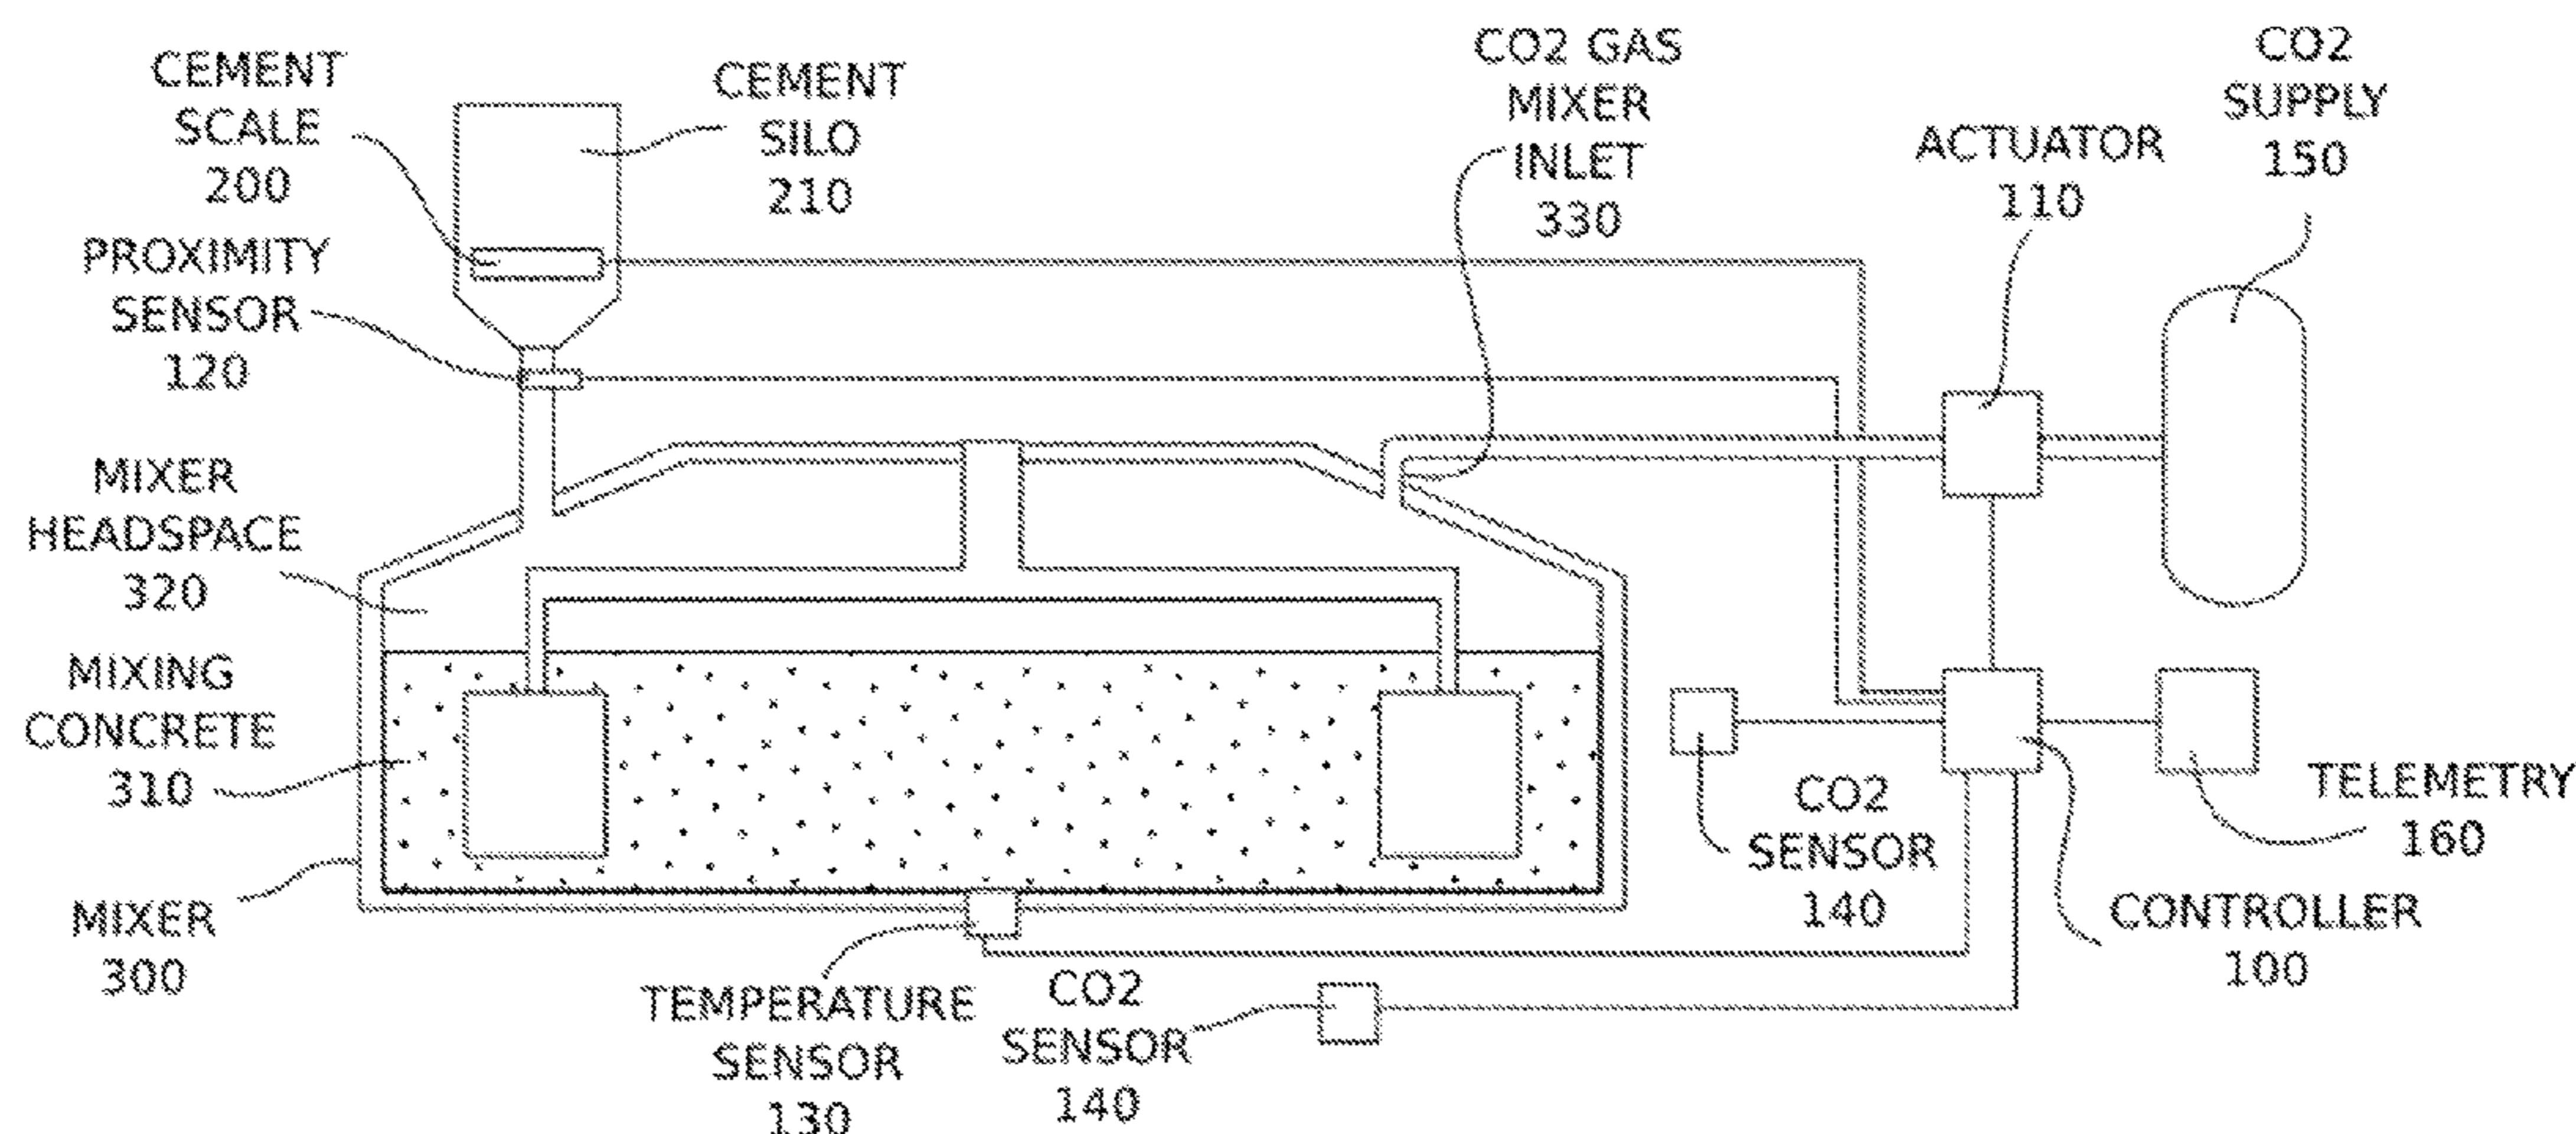 CEMENT
SCALE
200
CEMENT
SILO
210
CO2 GAS
MIXER
INLET
330
CO2
SUPPLY
150
ACTUATOR
110
PROXIMITY
SENSOR
120
MIXER
HEADSPACE
320
MIXING
CONCRETE
310
MIXER
300
TEMPERATURE
SENSOR
130
CO2
SENSOR
140
CO2
SENSOR
140
TELEMETRY
160
CONTROLLER
100